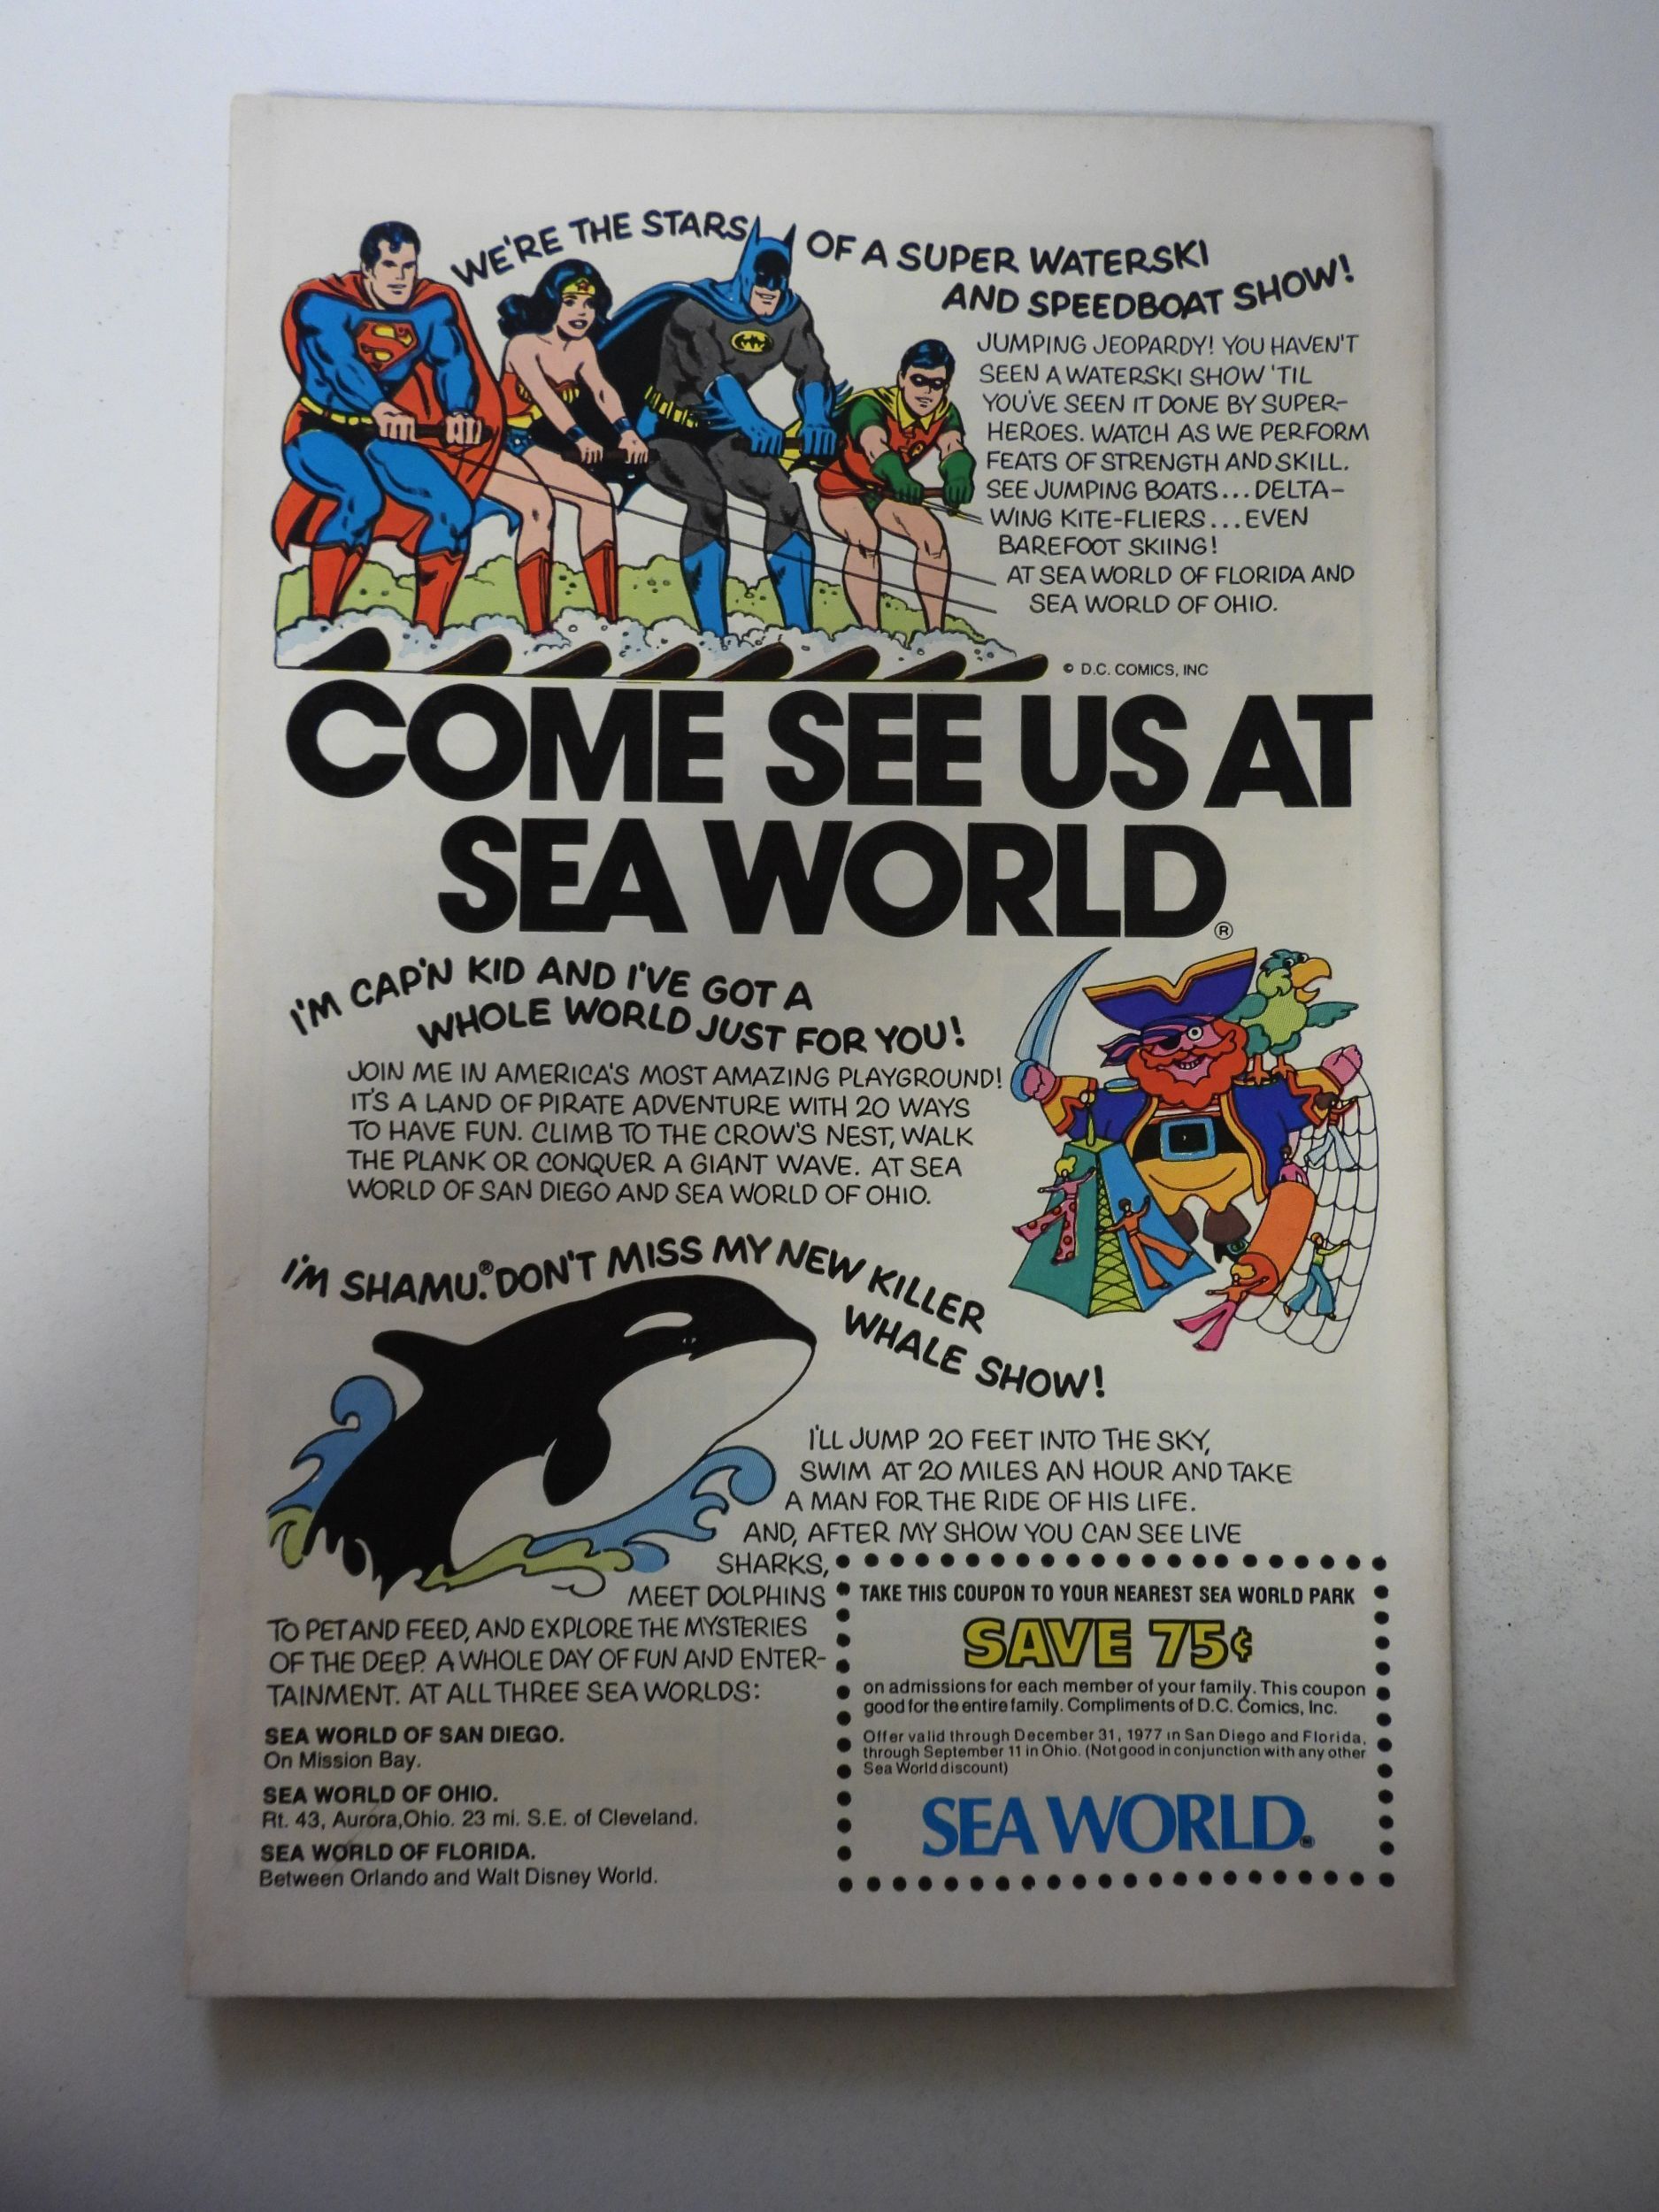 WE'RE THE STARS OF A SUPER WATERSKI
AND SPEEDBOAT SHOW!
JUMPING JEOPARDY! YOU HAVEN'T
SEEN A WATERSKI SHOW 'TIL
YOU'VE SEEN IT DONE BY SUPER-
HEROES. WATCH AS WE PERFORM
FEATS OF STRENGTH AND SKILL.
SEE JUMPING BOATS...DELTA-
WING KITE-FLIERS...EVEN
BAREFOOT SKIING!
AT SEA WORLD OF FLORIDA AND
SEA WORLD OF OHIO.
© D.C. COMICS, INC
COME SEE US AT
SEA WORLD®
I'M CAP'N KID AND I'VE GOT A
WHOLE WORLD JUST FOR YOU!
JOIN ME IN AMERICA'S MOST AMAZING PLAYGROUND!
IT'S A LAND OF PIRATE ADVENTURE WITH 20 WAYS
TO HAVE FUN. CLIMB TO THE CROW'S NEST, WALK
THE PLANK OR CONQUER A GIANT WAVE. AT SEA
WORLD OF SAN DIEGO AND SEA WORLD OF OHIO.
I'M SHAMU.® DON'T MISS MY NEW KILLER
WHALE SHOW!
I'LL JUMP 20 FEET INTO THE SKY,
SWIM AT 20 MILES AN HOUR AND TAKE
A MAN FOR THE RIDE OF HIS LIFE.
AND, AFTER MY SHOW YOU CAN SEE LIVE
SHARKS,
MEET DOLPHINS
TO PET AND FEED, AND EXPLORE THE MYSTERIES
OF THE DEEP. A WHOLE DAY OF FUN AND ENTER-
TAINMENT. AT ALL THREE SEA WORLDS:
SEA WORLD OF SAN DIEGO.
On Mission Bay.
SEA WORLD OF OHIO.
Rt. 43, Aurora,Ohio. 23 mi. S.E. of Cleveland.
SEA WORLD OF FLORIDA.
Between Orlando and Walt Disney World.
TAKE THIS COUPON TO YOUR NEAREST SEA WORLD PARK
SAVE 75¢
on admissions for each member of your family. This coupon
good for the entire family. Compliments of D.C. Comics, Inc.
Offer valid through December 31, 1977 in San Diego and Florida,
through September 11 in Ohio. (Not good in conjunction with any other
Sea World discount)
SEA WORLD®